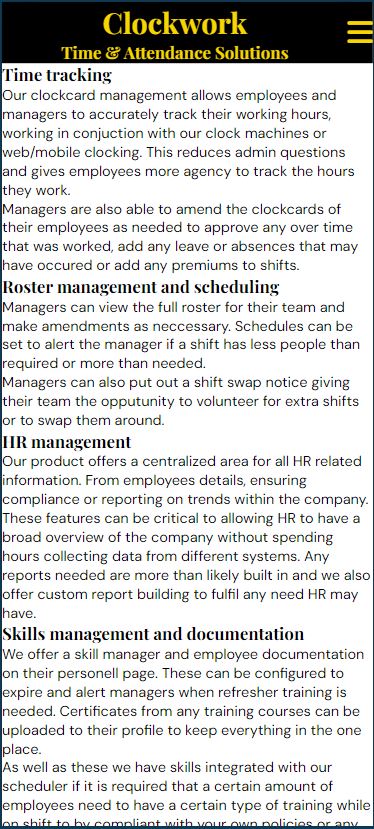 Clockwork
Time & Attendance Solutions
Time tracking
Our clockcard management allows employees and
managers to accurately track their working hours,
working in conjuction with our clock machines or
web/mobile clocking. This reduces admin questions
and gives employees more agency to track the hours
they work.
Managers are also able to amend the clockcards of
their employees as needed to approve any over time
that was worked, add any leave or absences that may
have occured or add any premiums to shifts.
Roster management and scheduling
Managers can view the full roster for their team and
make amendments as neccessary. Schedules can be
set to alert the manager if a shift has less people than
required or more than needed.
Managers can also put out a shift swap notice giving
their team the opputunity to volunteer for extra shifts
or to swap them around.
HR management
Our product offers a centralized area for all HR related
information. From employees details, ensuring
compliance or reporting on trends within the company.
These features can be critical to allowing HR to have a
broad overview of the company without spending
hours collecting data from different systems. Any
reports needed are more than likely built in and we also
offer custom report building to fulfil any need HR may
have.
Skills management and documentation
We offer a skill manager and employee documentation
on their personell page. These can be configured to
expire and alert managers when refresher training is
needed. Certificates from any training courses can be
uploaded to their profile to keep everything in the one
place.
As well as these we have skills integrated with our
scheduler if it is required that a certain amount of
employees need to have a certain type of training while
on shift to by compliant with your own policies or any